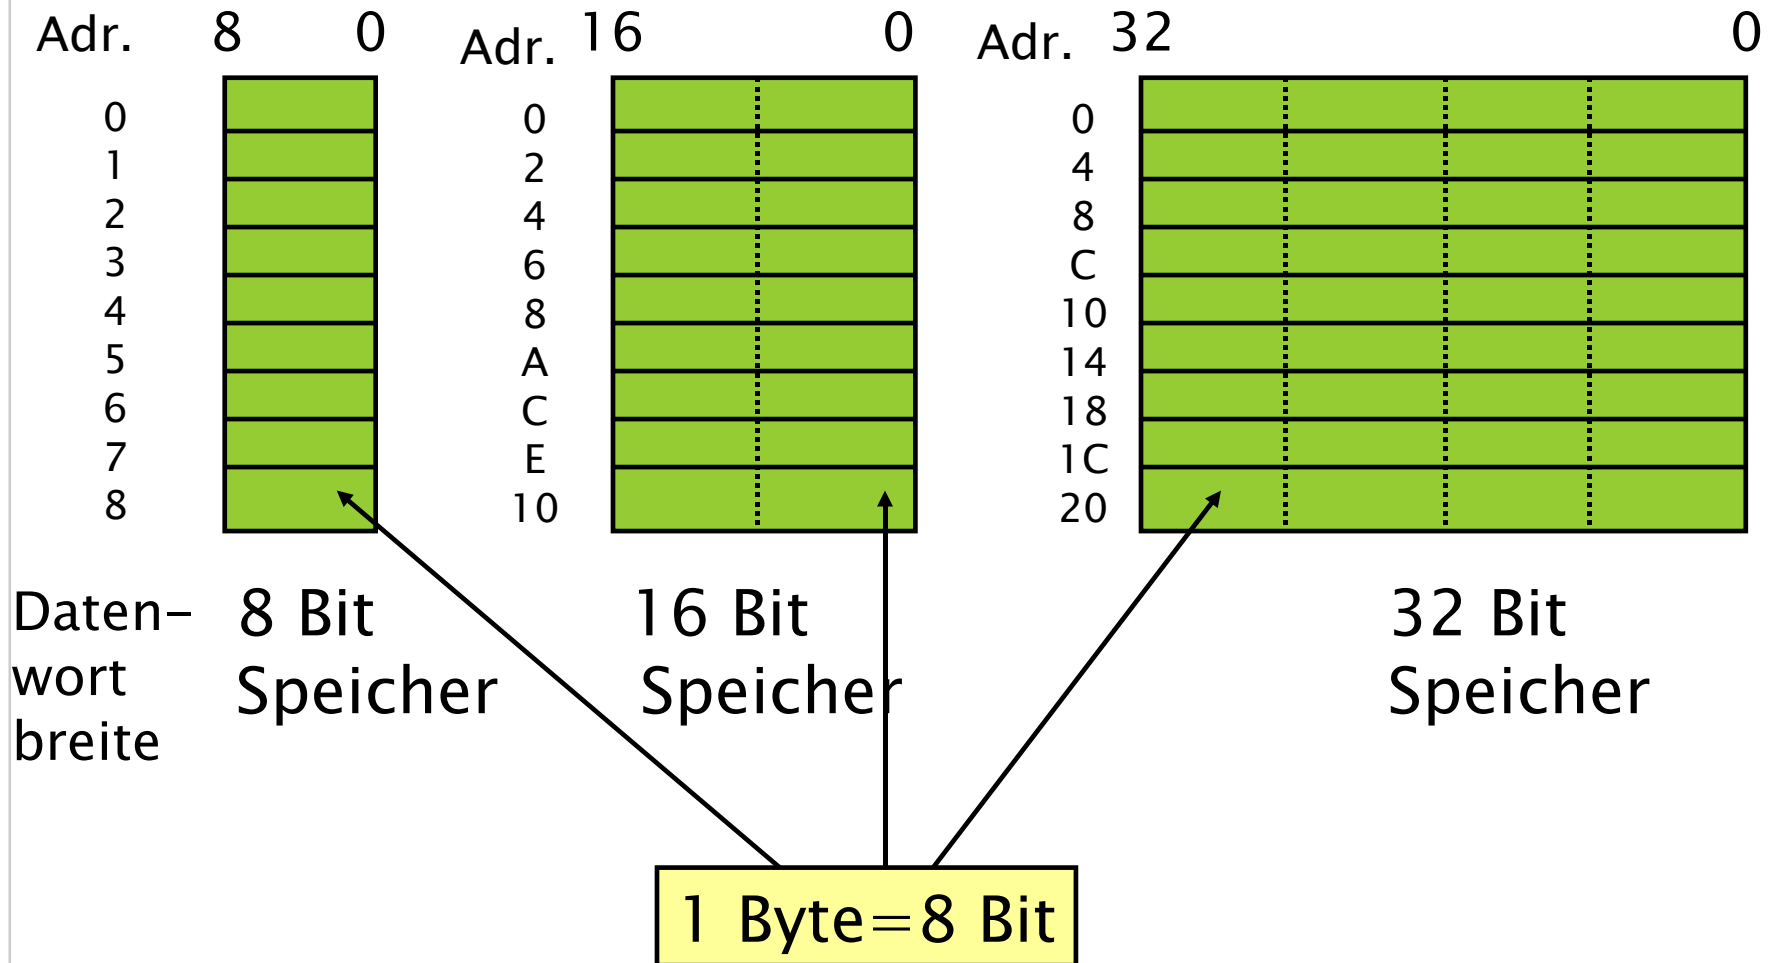 Adr. 8 0 Adr. 16 0 Adr. 32 0
0 0 0
1 2 4
2 4 8
3 6 C
4 8 10
5 A 14
6 C 18
7 E 1C
8 10 20
Daten- 8 Bit 16 Bit 32 Bit
wort Speicher Speicher Speicher
breite
1 Byte=8 Bit